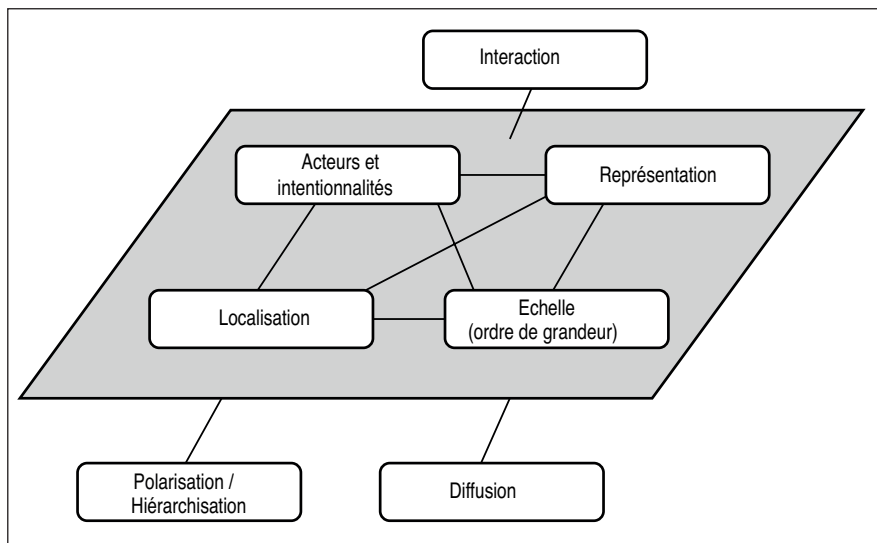 Interaction
Acteurs et
intentionnalités
Représentation
Localisation
Echelle
(ordre de grandeur)
Polarisation /
Hiérarchisation
Diffusion